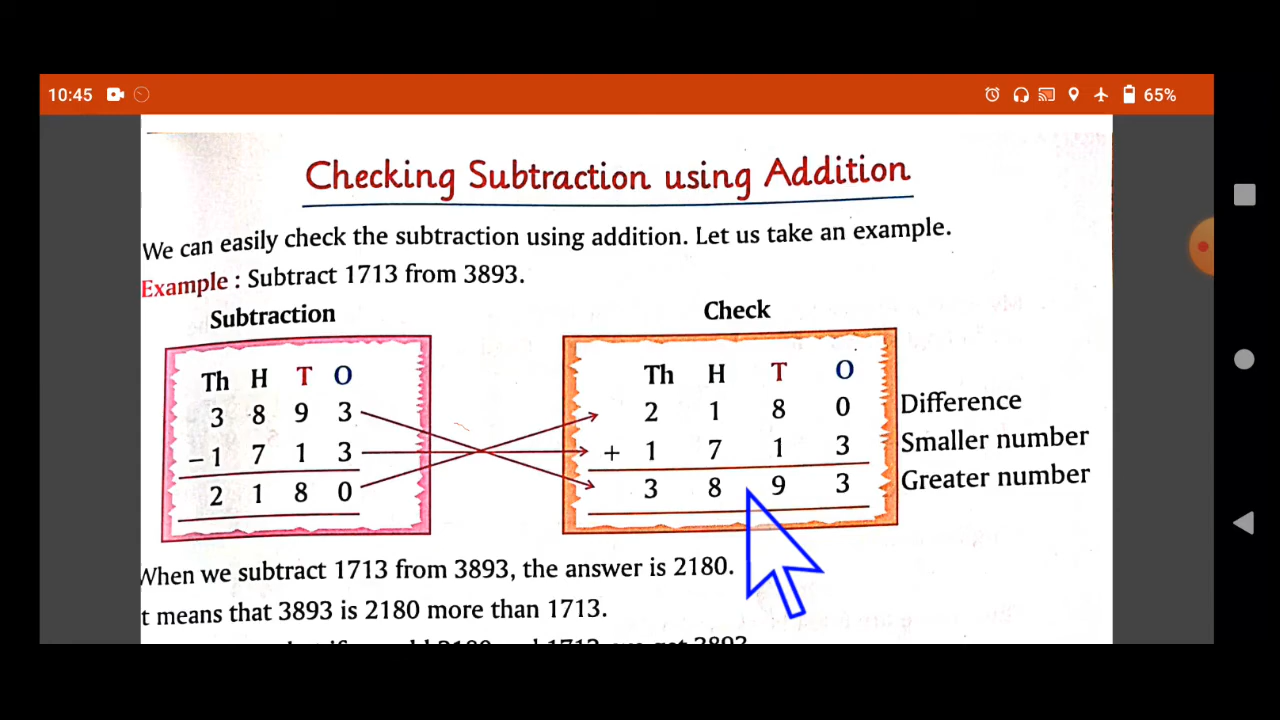 10:45
65%
Checking Subtraction using Addition
We can easily check the subtraction using addition. Let us take an example.
Example : Subtract 1713 from 3893.
Subtraction
Check
Th H T O
3 8 9 3
– 1 7 1 3
2 1 8 0
Th H T O
2 1 8 0 Difference
+ 1 7 1 3 Smaller number
3 8 9 3 Greater number
When we subtract 1713 from 3893, the answer is 2180.
t means that 3893 is 2180 more than 1713.